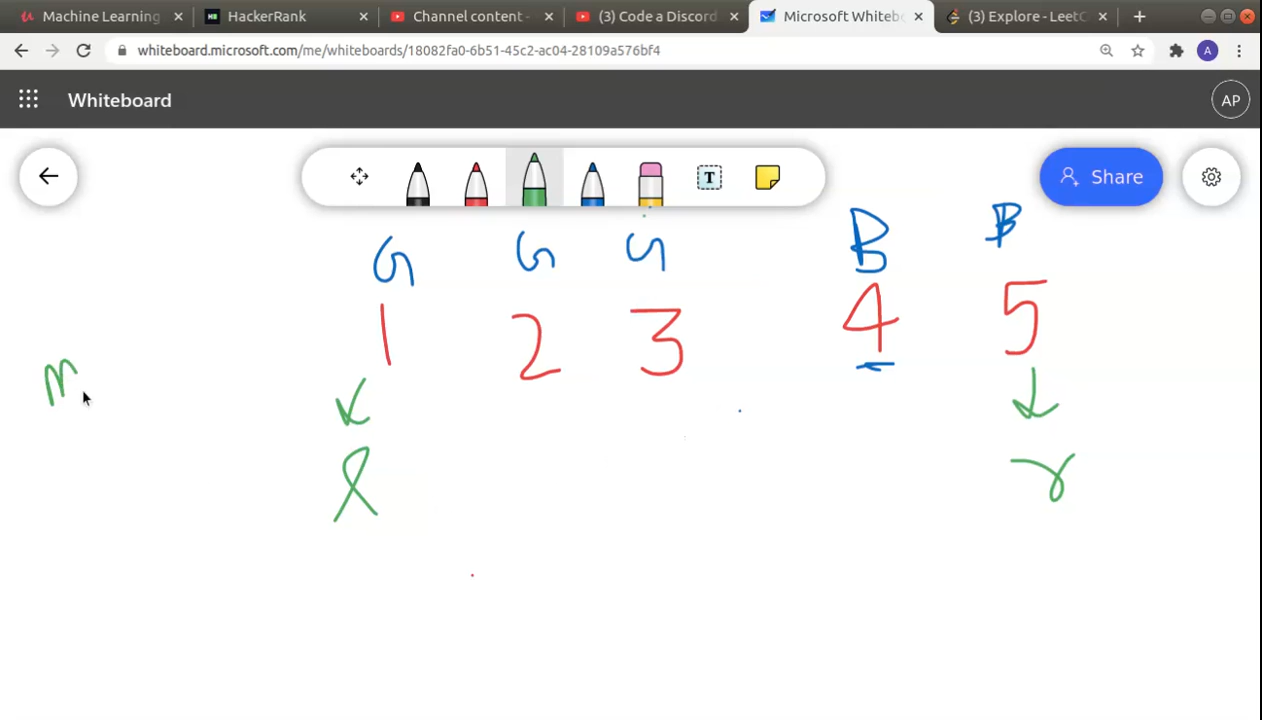 Machine Learning
HackerRank
Channel content -
(3) Code a Discord
Microsoft Whiteb
(3) Explore - LeetC
whiteboard.microsoft.com/me/whiteboards/18082fa0-6b51-45c2-ac04-28109a576bf4
A
Whiteboard
AP
T
Share
G G G B B
1 2 3 4 5
m
l r